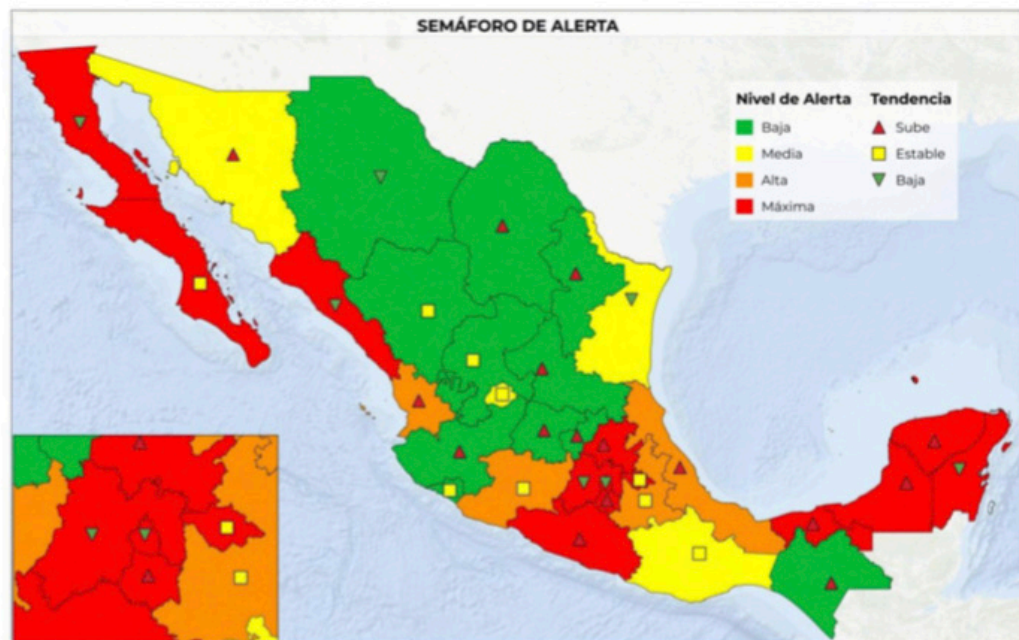 SEMÁFORO DE ALERTA
Nivel de Alerta
Baja
Media
Alta
Máxima
Tendencia
Sube
Estable
Baja